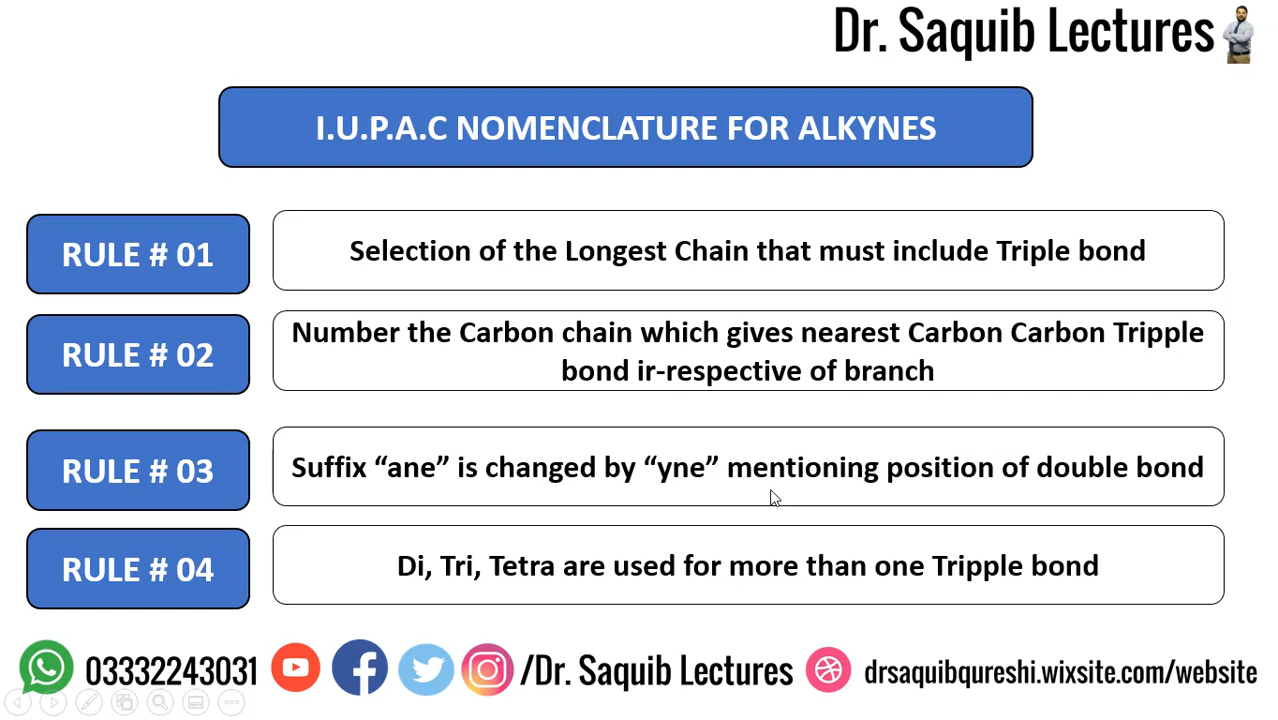 Dr. Saquib Lectures
I.U.P.A.C NOMENCLATURE FOR ALKYNES
RULE # 01
Selection of the Longest Chain that must include Triple bond
RULE # 02
Number the Carbon chain which gives nearest Carbon Carbon Tripple
bond ir-respective of branch
RULE # 03
Suffix “ane” is changed by “yne” mentioning position of double bond
RULE # 04
Di, Tri, Tetra are used for more than one Tripple bond
03332243031 /Dr. Saquib Lectures drsaquibqureshi.wixsite.com/website